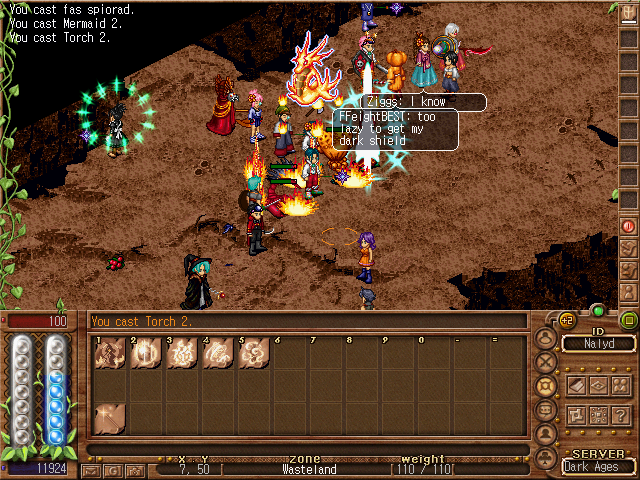 You cast fas spiorad.
You cast Mermaid 2.
You cast Torch 2.
Ziggs: I know
FFeightBEST: too
lazy to get my
dark shield
100
You cast Torch 2.
+2
ID
Nalyd
1 2 3 4 5 6 7 8 9 0 - =
SERVER
Dark Ages
X Y zone weight
11924
G
7, 50 Wasteland 110 /110
?